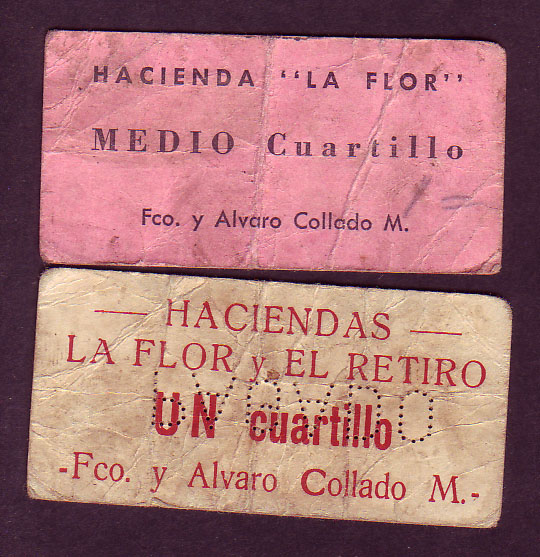 HACIENDA "LA FLOR"
MEDIO Cuartillo
Fco. y Alvaro Collado M.
— HACIENDAS —
LA FLOR y EL RETIRO
UN cuartillo
-Fco. y Alvaro Collado M.-